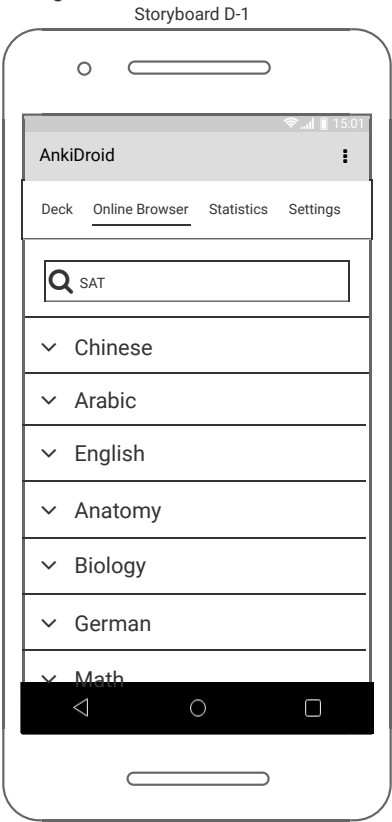 Storyboard D-1
15:01
AnkiDroid
Deck Online Browser Statistics Settings
SAT
Chinese
Arabic
English
Anatomy
Biology
German
Math